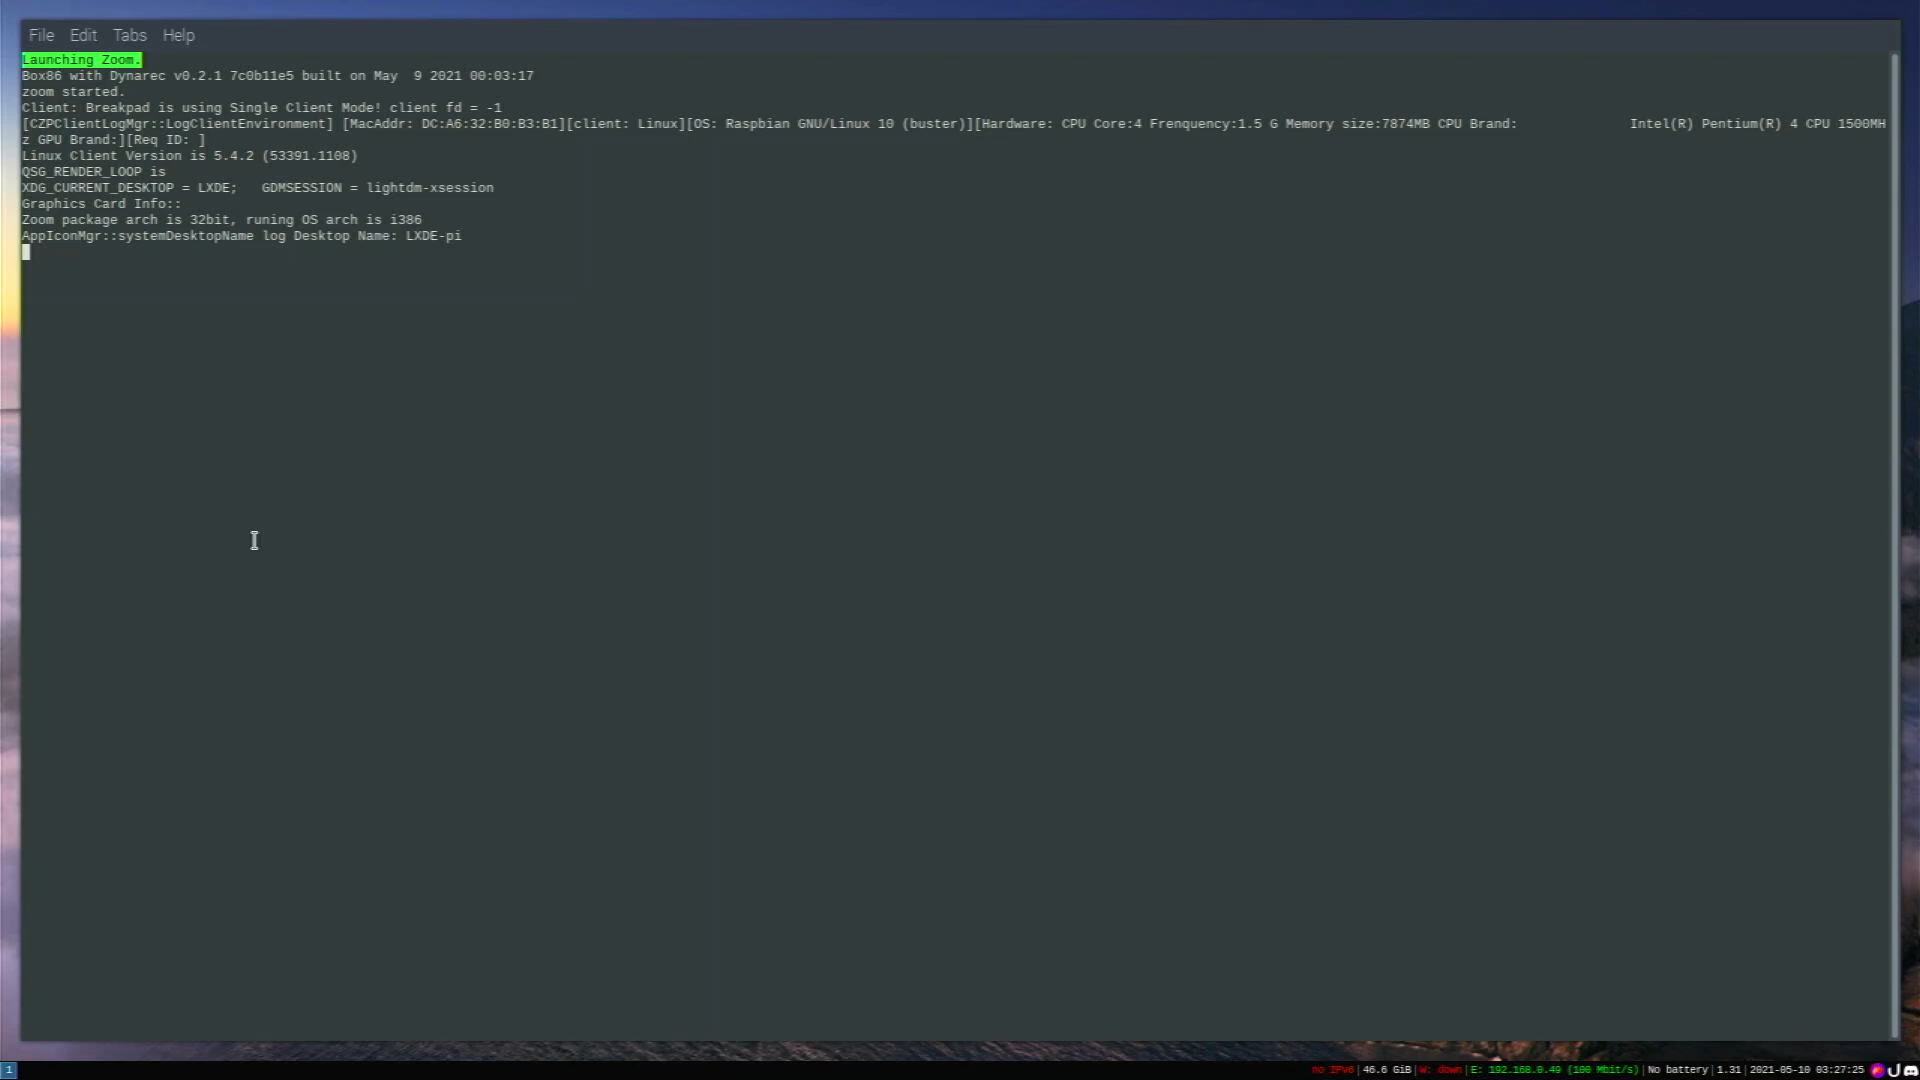 File Edit Tabs Help
Launching Zoom.
Box86 with Dynarec v0.2.1 7c0b11e5 built on May  9 2021 00:03:17
zoom started.
Client: Breakpad is using Single Client Mode! client fd = -1
[CZPClientLogMgr::LogClientEnvironment] [MacAddr: DC:A6:32:B0:B3:B1][client: Linux][OS: Raspbian GNU/Linux 10 (buster)][Hardware: CPU Core:4 Frenquency:1.5 G Memory size:7874MB CPU Brand:              Intel(R) Pentium(R) 4 CPU 1500MH
z GPU Brand:][Req ID: ]
Linux Client Version is 5.4.2 (53391.1108)
QSG_RENDER_LOOP is
XDG_CURRENT_DESKTOP = LXDE;   GDMSESSION = lightdm-xsession
Graphics Card Info::
Zoom package arch is 32bit, runing OS arch is i386
AppIconMgr::systemDesktopName log Desktop Name: LXDE-pi
1 no IPv6|46.6 GiB|W: down|E: 192.168.0.49 (100 Mbit/s)|No battery|1.31|2021-05-10 03:27:25